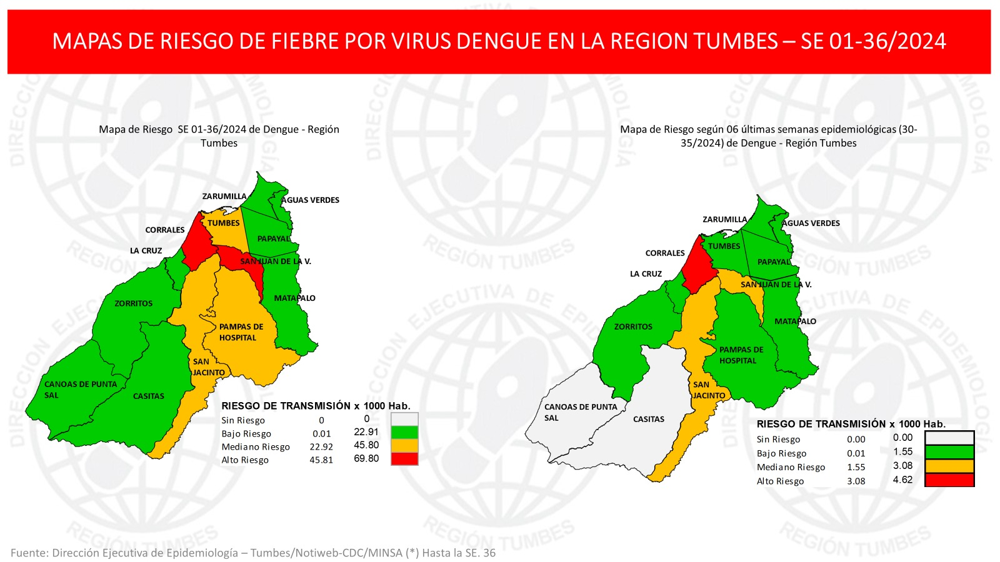 MAPAS DE RIESGO DE FIEBRE POR VIRUS DENGUE EN LA REGION TUMBES – SE 01-36/2024
Mapa de Riesgo SE 01-36/2024 de Dengue - Región
Tumbes
ZARUMILLA
AGUAS VERDES
TUMBES
CORRALES
PAPAYAL
LA CRUZ
SAN JUAN DE LA V.
MATAPALO
ZORRITOS
PAMPAS DE
HOSPITAL
SAN
JACINTO
CANOAS DE PUNTA
SAL
CASITAS
RIESGO DE TRANSMISIÓN x 1000 Hab.
Sin Riesgo 0 0
Bajo Riesgo 0.01 22.91
Mediano Riesgo 22.92 45.80
Alto Riesgo 45.81 69.80
Mapa de Riesgo según 06 últimas semanas epidemiológicas (30-
35/2024) de Dengue - Región Tumbes
ZARUMILLA
AGUAS VERDES
TUMBES
CORRALES
PAPAYAL
LA CRUZ
SAN JUAN DE LA V.
MATAPALO
ZORRITOS
PAMPAS DE
HOSPITAL
SAN
JACINTO
CANOAS DE PUNTA
SAL
CASITAS
RIESGO DE TRANSMISIÓN x 1000 Hab.
Sin Riesgo 0.00 0.00
Bajo Riesgo 0.01 1.55
Mediano Riesgo 1.55 3.08
Alto Riesgo 3.08 4.62
REGIÓN TUMBES
REGIÓN TUMBES
REGIÓN TUMBES
REGIÓN TUMBES
Fuente: Dirección Ejecutiva de Epidemiología – Tumbes/Notiweb-CDC/MINSA (*) Hasta la SE. 36